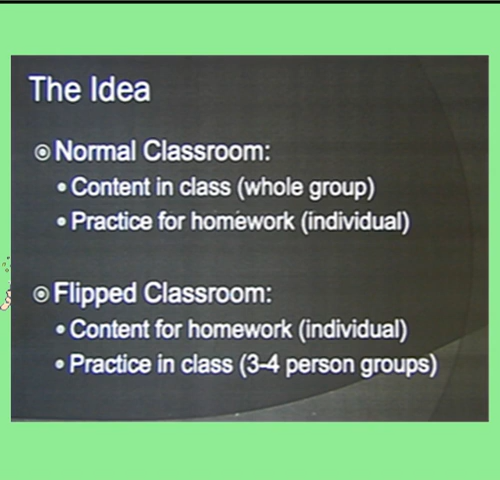 The Idea
Normal Classroom:
• Content in class (whole group)
• Practice for homework (individual)
Flipped Classroom:
• Content for homework (individual)
• Practice in class (3-4 person groups)